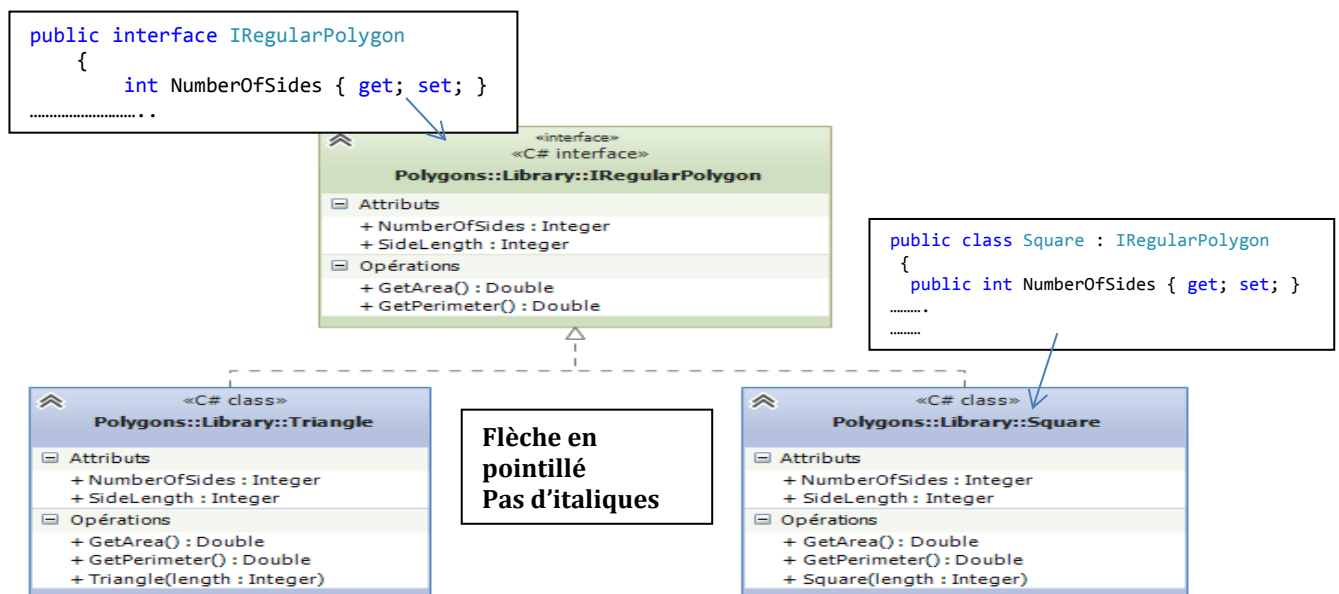 public interface IRegularPolygon
{
int NumberOfSides { get; set; }
………………………..
«interface»
«C# interface»
Polygons::Library::IRegularPolygon
Attributs
+ NumberOfSides : Integer
+ SideLength : Integer
Opérations
+ GetArea() : Double
+ GetPerimeter() : Double
public class Square : IRegularPolygon
{
public int NumberOfSides { get; set; }
……….
………
«C# class»
Polygons::Library::Triangle
Attributs
+ NumberOfSides : Integer
+ SideLength : Integer
Opérations
+ GetArea() : Double
+ GetPerimeter() : Double
+ Triangle(length : Integer)
Flèche en
pointillé
Pas d’italiques
«C# class»
Polygons::Library::Square
Attributs
+ NumberOfSides : Integer
+ SideLength : Integer
Opérations
+ GetArea() : Double
+ GetPerimeter() : Double
+ Square(length : Integer)